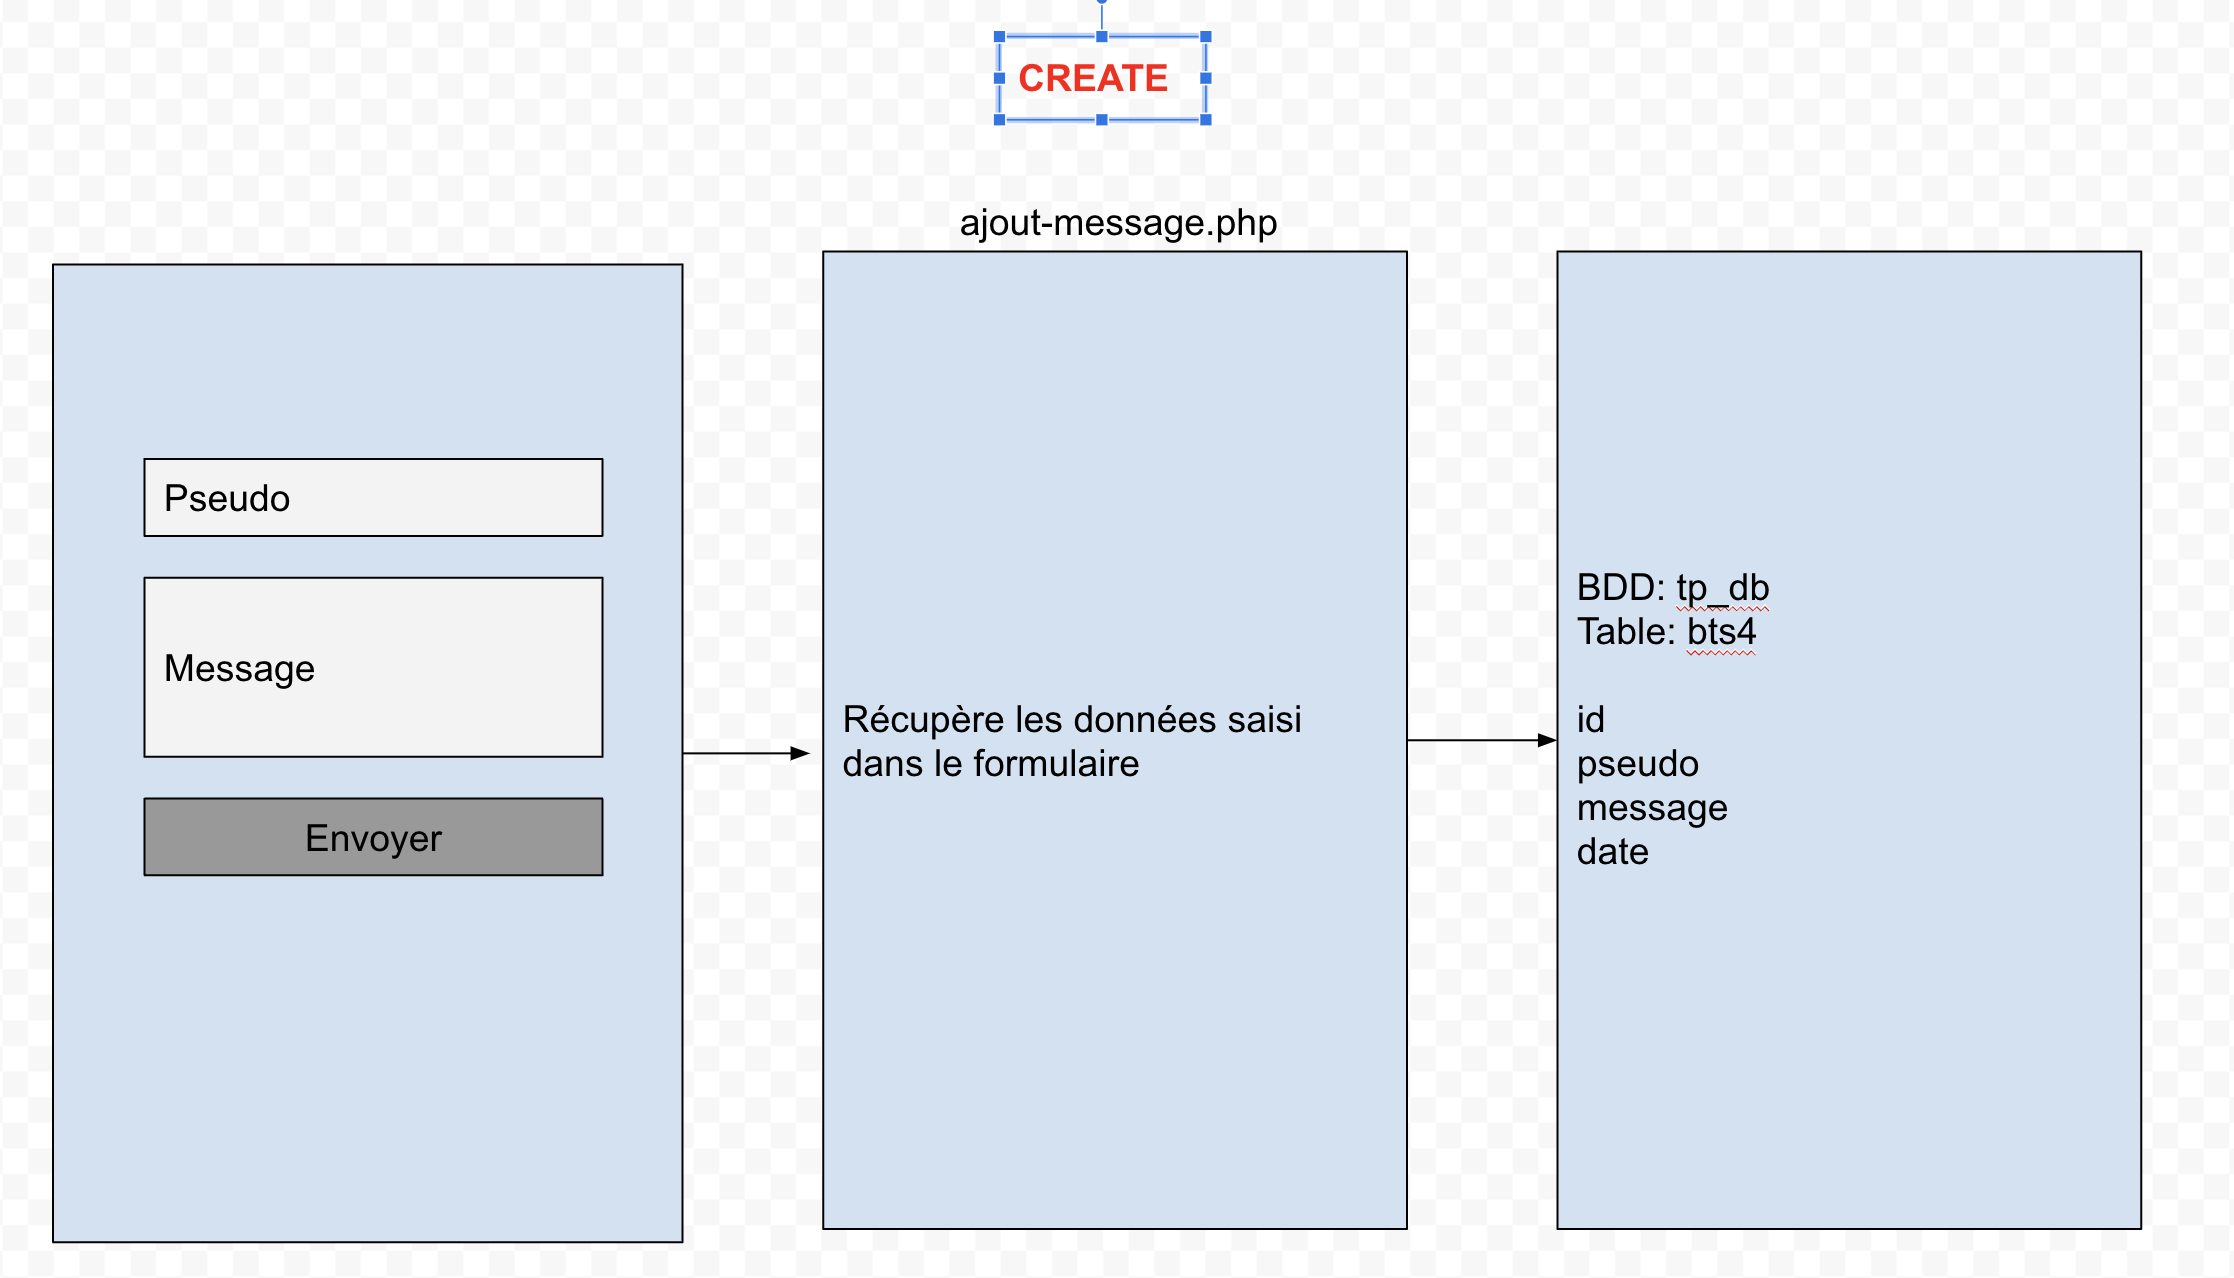 CREATE
ajout-message.php
Pseudo
Message
Envoyer
Récupère les données saisi
dans le formulaire
BDD: tp_db
Table: bts4
id
pseudo
message
date